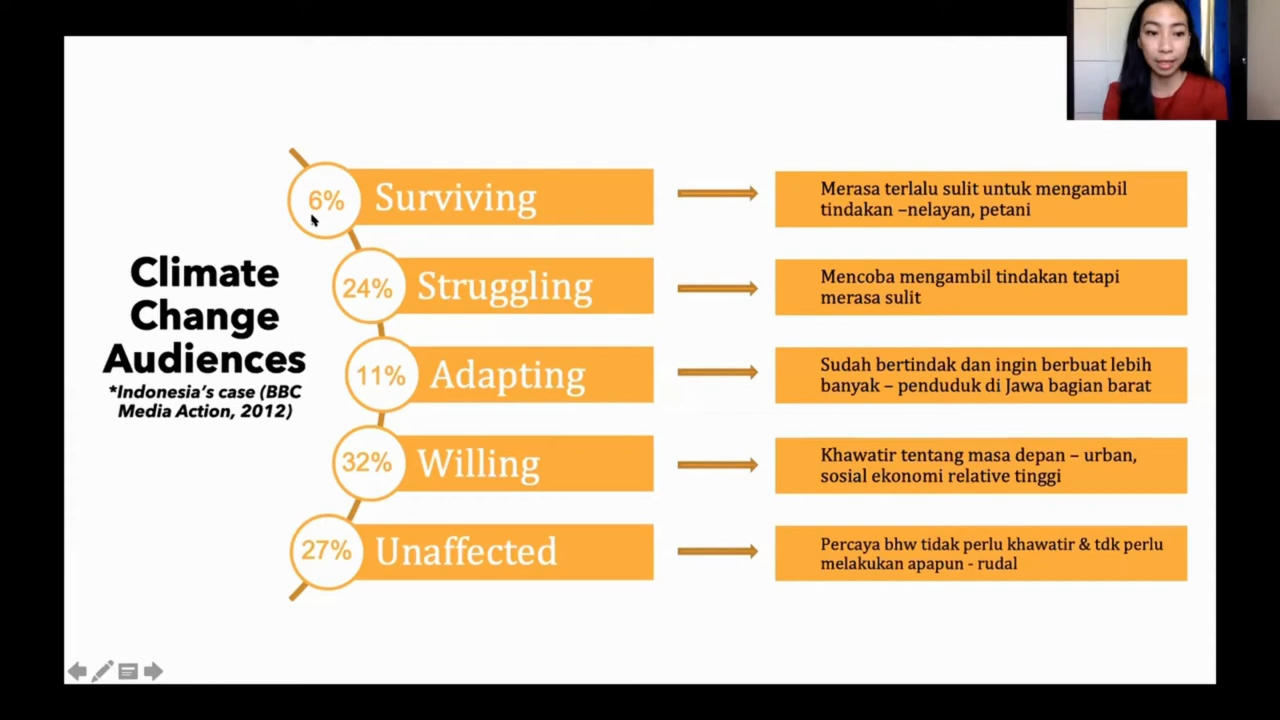 Climate
Change
Audiences
*Indonesia's case (BBC
Media Action, 2012)
6%
Surviving
Merasa terlalu sulit untuk mengambil
tindakan –nelayan, petani
24%
Struggling
Mencoba mengambil tindakan tetapi
merasa sulit
11%
Adapting
Sudah bertindak dan ingin berbuat lebih
banyak – penduduk di Jawa bagian barat
32%
Willing
Khawatir tentang masa depan – urban,
sosial ekonomi relative tinggi
27%
Unaffected
Percaya bhw tidak perlu khawatir & tdk perlu
melakukan apapun - rudal